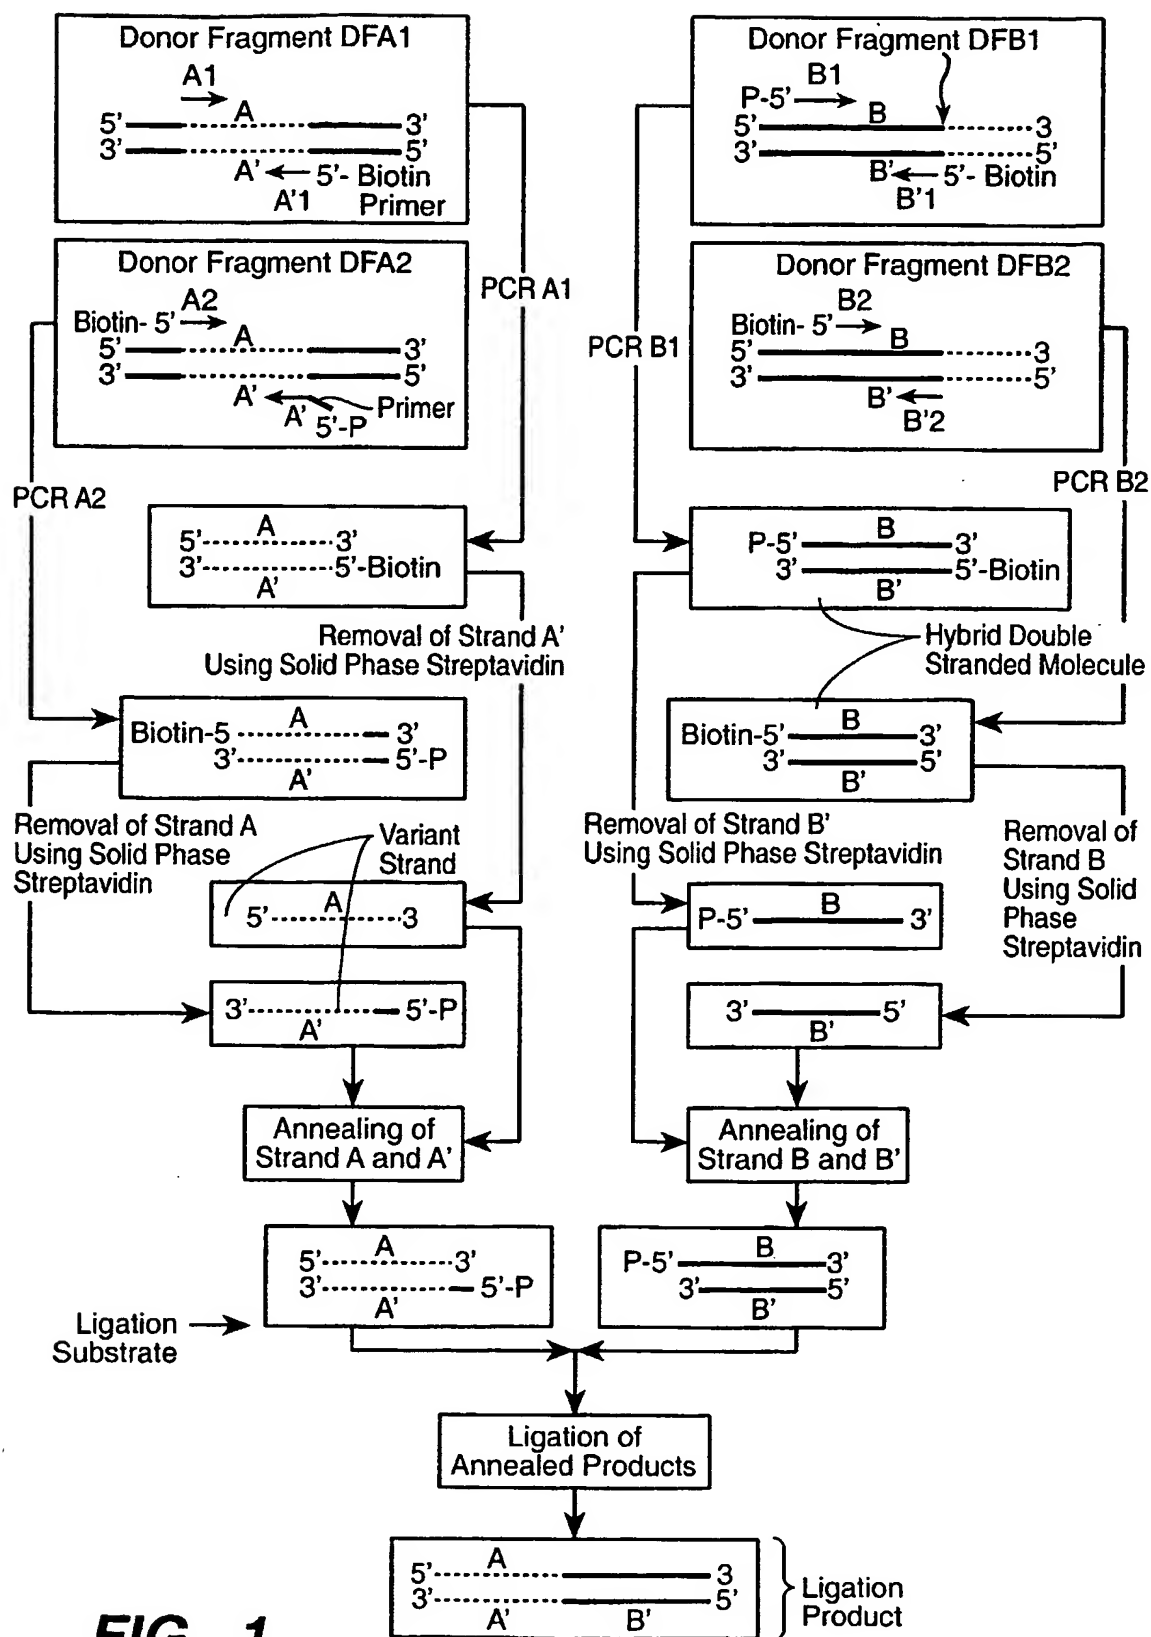 Donor Fragment DFA1
A1
A
5' 3'
3' 5'
A' 5'- Biotin
A'1 Primer
Donor Fragment DFB1
B1
P-5'
B
5' 3
3' 5'
B' 5'- Biotin
B'1
Donor Fragment DFA2
A2
Biotin- 5'
A
5' 3'
3' 5'
A' Primer
A' 5'-P
PCR A1
Donor Fragment DFB2
B2
Biotin- 5'
B
5' 3
3' 5'
B'
B'2
PCR B1
PCR A2
PCR B2
A
5' 3'
3' 5'-Biotin
A'
B
P-5' 3'
3' 5'-Biotin
B'
Removal of Strand A'
Using Solid Phase Streptavidin
Hybrid Double
Stranded Molecule
A
Biotin-5 3'
3' 5'-P
A'
B
Biotin-5' 3'
3' 5'
B'
Removal of Strand A
Using Solid Phase
Streptavidin
Variant
Strand
Removal of Strand B'
Using Solid Phase Streptavidin
Removal of
Strand B
Using Solid
Phase
Streptavidin
A
5' 3
B
P-5' 3'
3' 5'-P
A'
3' 5'
B'
Annealing of
Strand A and A'
Annealing of
Strand B and B'
A
5' 3'
3' 5'-P
A'
B
P-5' 3'
3' 5'
B'
Ligation
Substrate
Ligation of
Annealed Products
A
5' 3
3' 5'
A' B'
Ligation
Product
FIG._1